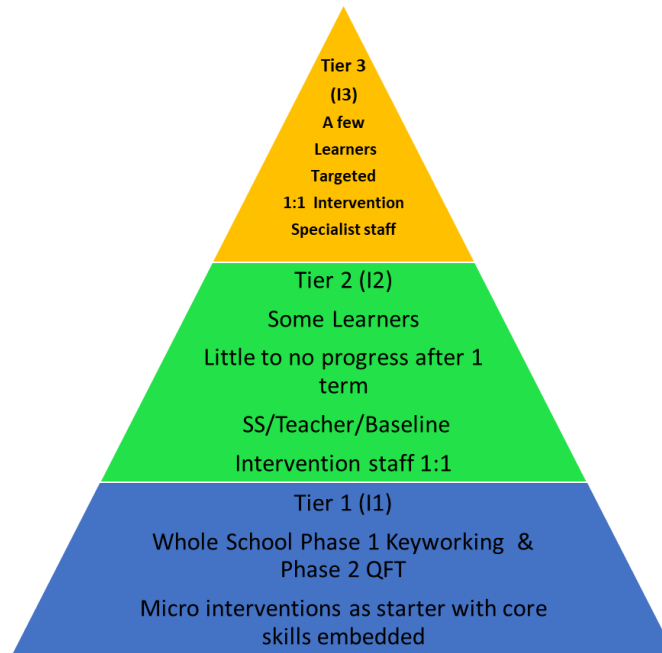 Tier 3
(I3)
A few
Learners
Targeted
1:1 Intervention
Specialist staff
Tier 2 (I2)
Some Learners
Little to no progress after 1
term
SS/Teacher/Baseline
Intervention staff 1:1
Tier 1 (I1)
Whole School Phase 1 Keyworking &
Phase 2 QFT
Micro interventions as starter with core
skills embedded